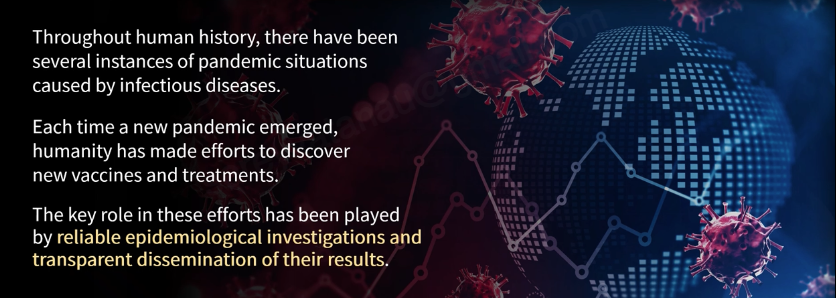 Throughout human history, there have been
several instances of pandemic situations
caused by infectious diseases.
Each time a new pandemic emerged,
humanity has made efforts to discover
new vaccines and treatments.
The key role in these efforts has been played
by reliable epidemiological investigations and
transparent dissemination of their results.